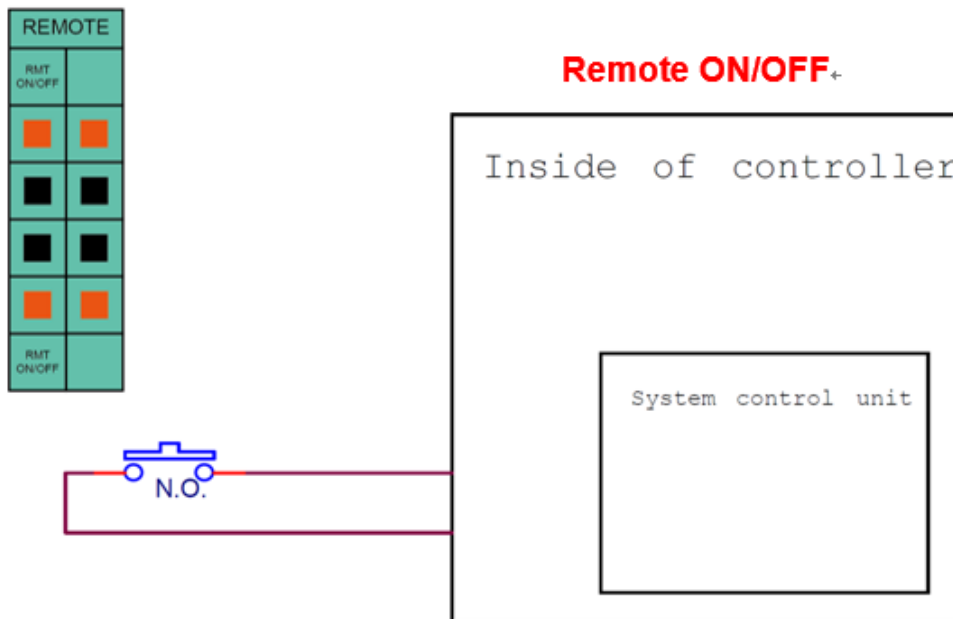 REMOTE
RMT
ON/OFF
Remote ON/OFF
Inside of controller
System control unit
RMT
ON/OFF
N.O.